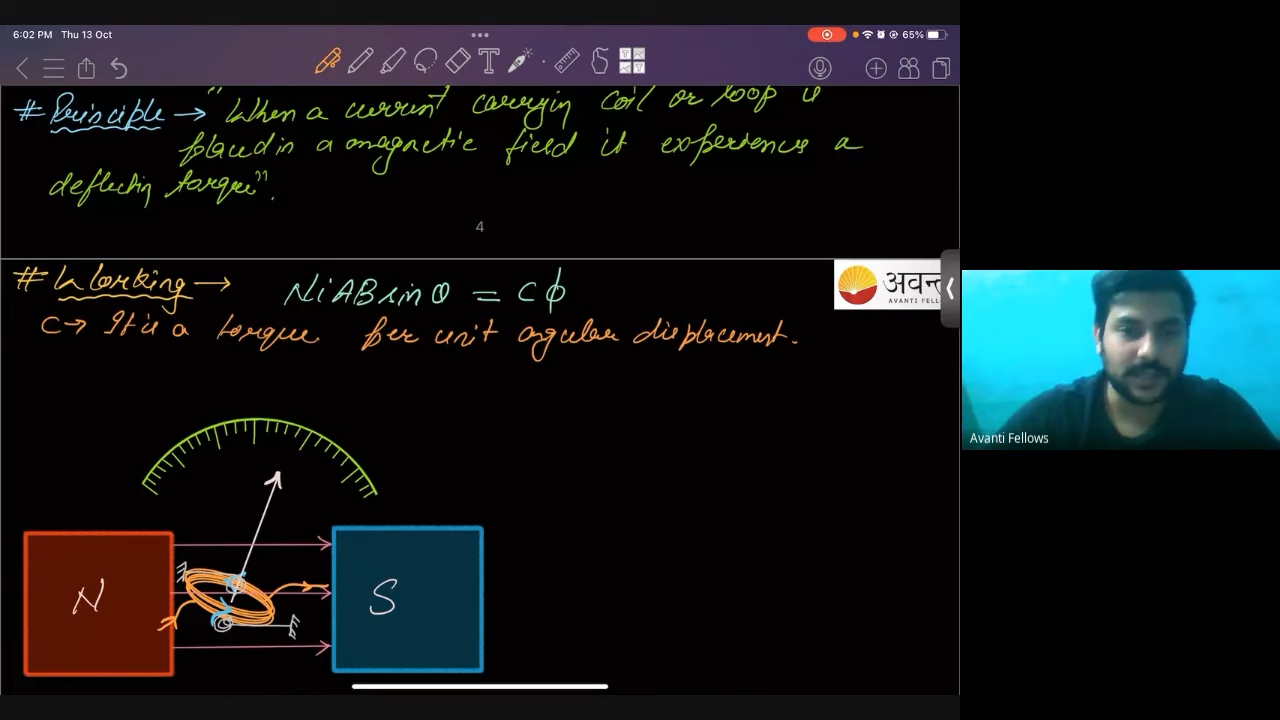 6:02 PM Thu 13 Oct
65%
# Principle → "When a current carrying coil or loop is
placed in a magnetic field it experiences a
deflecting torque".
4
# Working → NiABsinθ = Cϕ
अवन्त
AVANTI FELL
C → It is a torque per unit angular displacement.
N
S
Avanti Fellows